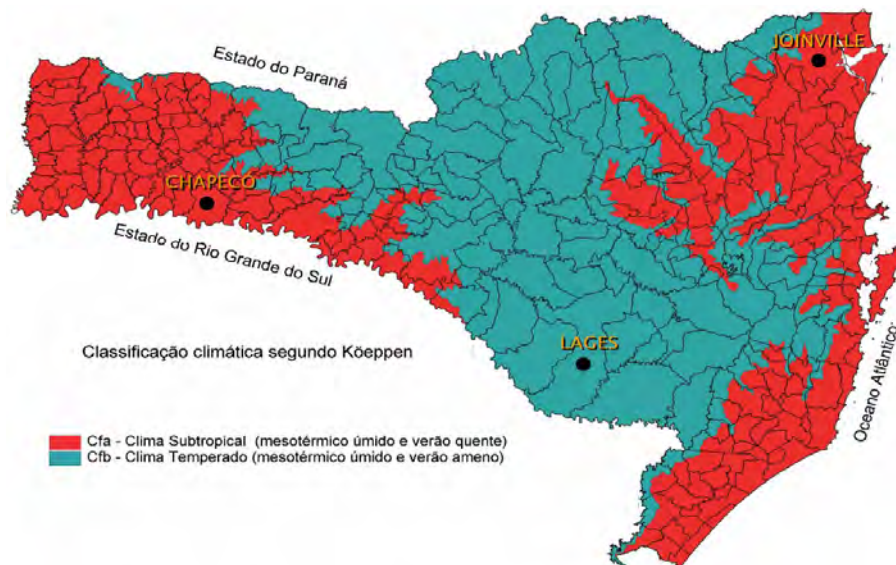 Estado do Paraná
JOINVILLE
CHAPECÓ
Estado do Rio Grande do Sul
LAGES
Oceano Atlântico
Classificação climática segundo Köeppen
Cfa - Clima Subtropical (mesotérmico úmido e verão quente)
Cfb - Clima Temperado (mesotérmico úmido e verão ameno)